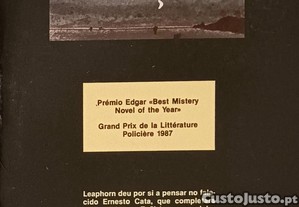 Prémio Edgar «Best Mistery
Novel of the Year»
Grand Prix de la Littérature
Policière 1987
Leaphorn deu por si a pensar no fale-
cido Ernesto Cata, que completara
custojusto.pt